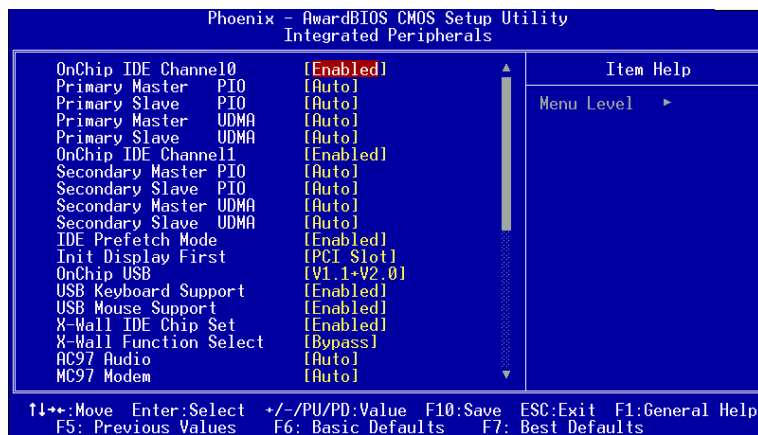 Phoenix - AwardBIOS CMOS Setup Utility
Integrated Peripherals
OnChip IDE Channel0 [Enabled]
Primary Master PIO [Auto]
Primary Slave PIO [Auto]
Primary Master UDMA [Auto]
Primary Slave UDMA [Auto]
OnChip IDE Channel1 [Enabled]
Secondary Master PIO [Auto]
Secondary Slave PIO [Auto]
Secondary Master UDMA [Auto]
Secondary Slave UDMA [Auto]
IDE Prefetch Mode [Enabled]
Init Display First [PCI Slot]
OnChip USB [V1.1+V2.0]
USB Keyboard Support [Enabled]
USB Mouse Support [Enabled]
X-Wall IDE Chip Set [Enabled]
X-Wall Function Select [Bypass]
AC97 Audio [Auto]
MC97 Modem [Auto]
Item Help
Menu Level ►
↑↓→←:Move Enter:Select +/-/PU/PD:Value F10:Save ESC:Exit F1:General Help
F5: Previous Values F6: Basic Defaults F7: Best Defaults